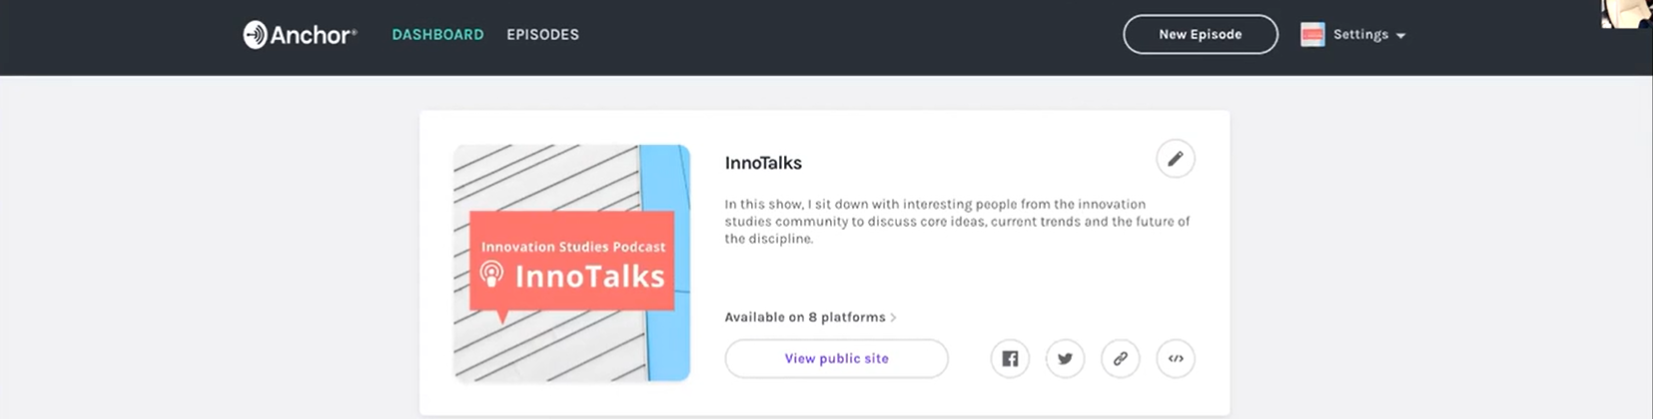 Anchor DASHBOARD EPISODES New Episode Settings
Innovation Studies Podcast
InnoTalks
InnoTalks
In this show, I sit down with interesting people from the innovation
studies community to discuss core ideas, current trends and the future of
the discipline.
Available on 8 platforms >
View public site